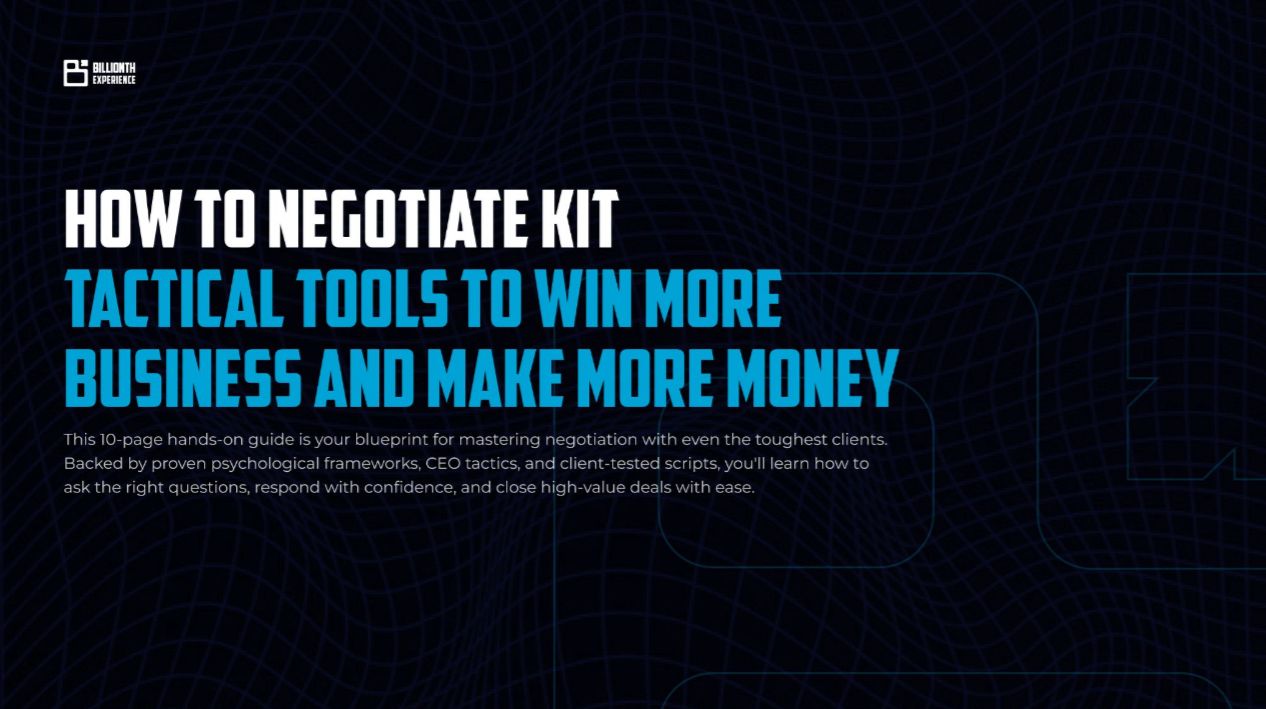 BILLIONTH
EXPERIENCE
HOW TO NEGOTIATE KIT
TACTICAL TOOLS TO WIN MORE
BUSINESS AND MAKE MORE MONEY
This 10-page hands-on guide is your blueprint for mastering negotiation with even the toughest clients.
Backed by proven psychological frameworks, CEO tactics, and client-tested scripts, you'll learn how to
ask the right questions, respond with confidence, and close high-value deals with ease.